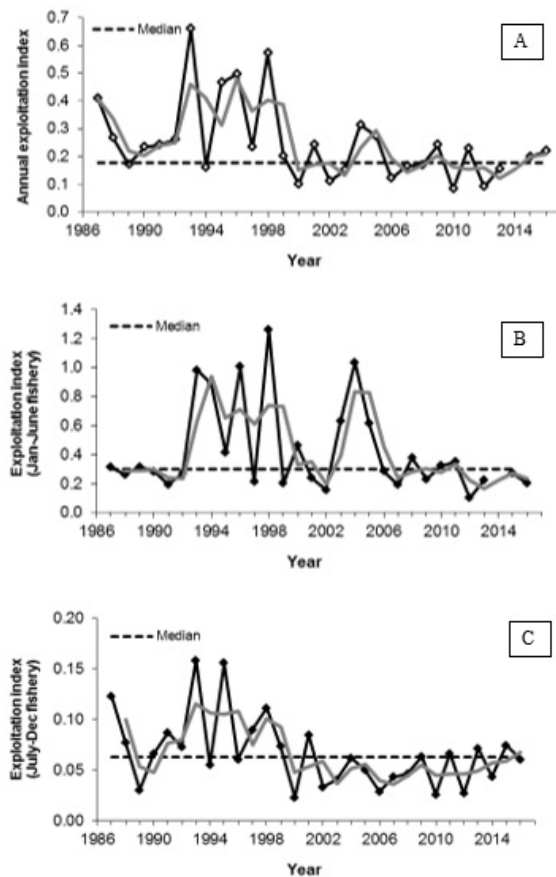 Annual exploitation index
0.7
0.6
0.5
0.4
0.3
0.2
0.1
0.0
Median
A
1986 1990 1994 1998 2002 2006 2010 2014
Year
Exploitation index
(Jan-June fishery)
1.4
1.2
1.0
0.8
0.6
0.4
0.2
0.0
Median
B
1986 1990 1994 1998 2002 2006 2010 2014
Year
Exploitation index
(July-Dec fishery)
0.20
0.15
0.10
0.05
0.00
Median
C
1986 1990 1994 1998 2002 2006 2010 2014
Year